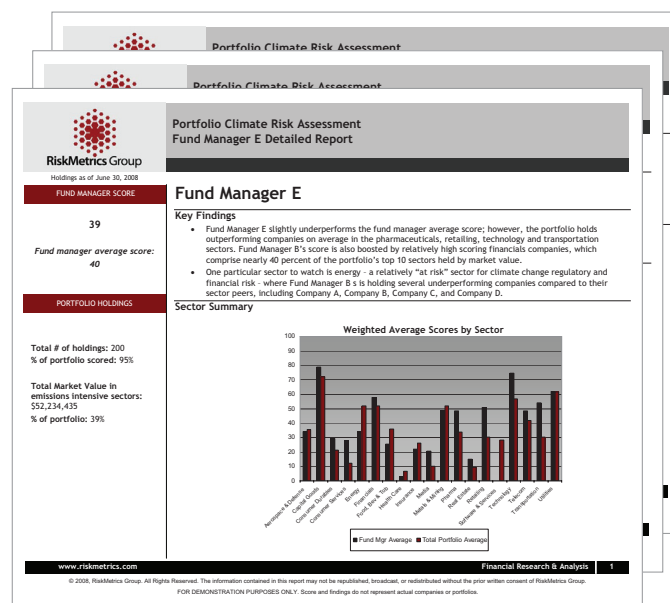 Portfolio Climate Risk Assessment
Portfolio Climate Risk Assessment
Portfolio Climate Risk Assessment
Fund Manager E Detailed Report
RiskMetrics Group
Holdings as of June 30, 2008
FUND MANAGER SCORE
39
Fund manager average score:
40
PORTFOLIO HOLDINGS
Total # of holdings: 200
% of portfolio scored: 95%
Total Market Value in
emissions intensive sectors:
$52,234,435
% of portfolio: 39%
Fund Manager E
Key Findings
• Fund Manager E slightly underperforms the fund manager average score; however, the portfolio holds
outperforming companies on average in the pharmaceuticals, retailing, technology and transportation
sectors. Fund Manager B's score is also boosted by relatively high scoring financials companies, which
comprise nearly 40 percent of the portfolio's top 10 sectors held by market value.
• One particular sector to watch is energy – a relatively "at risk" sector for climate change regulatory and
financial risk – where Fund Manager B s is holding several underperforming companies compared to their
sector peers, including Company A, Company B, Company C, and Company D.
Sector Summary
Weighted Average Scores by Sector
100
90
80
70
60
50
40
30
20
10
0
Aerospace & Defense
Capital Goods
Consumer Durables
Consumer Services
Energy
Financials
Food, Bev & Tob
Health Care
Insurance
Media
Metals & Mining
Pharma
Real Estate
Retailing
Software & Services
Technology
Telecom
Transportation
Utilities
Fund Mgr Average Total Portfolio Average
www.riskmetrics.com Financial Research & Analysis 1
© 2008, RiskMetrics Group. All Rights Reserved. The information contained in this report may not be republished, broadcast, or redistributed without the prior written consent of RiskMetrics Group.
FOR DEMONSTRATION PURPOSES ONLY. Score and findings do not represent actual companies or portfolios.